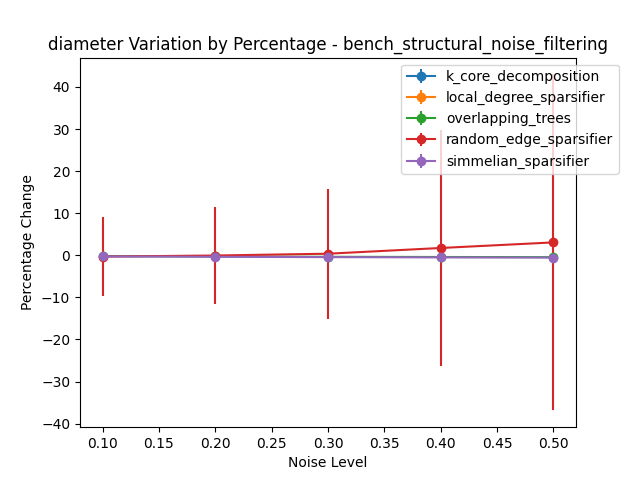 diameter Variation by Percentage - bench_structural_noise_filtering
k_core_decomposition
local_degree_sparsifier
overlapping_trees
random_edge_sparsifier
simmelian_sparsifier
Percentage Change
40
30
20
10
0
−10
−20
−30
−40
0.10 0.15 0.20 0.25 0.30 0.35 0.40 0.45 0.50
Noise Level